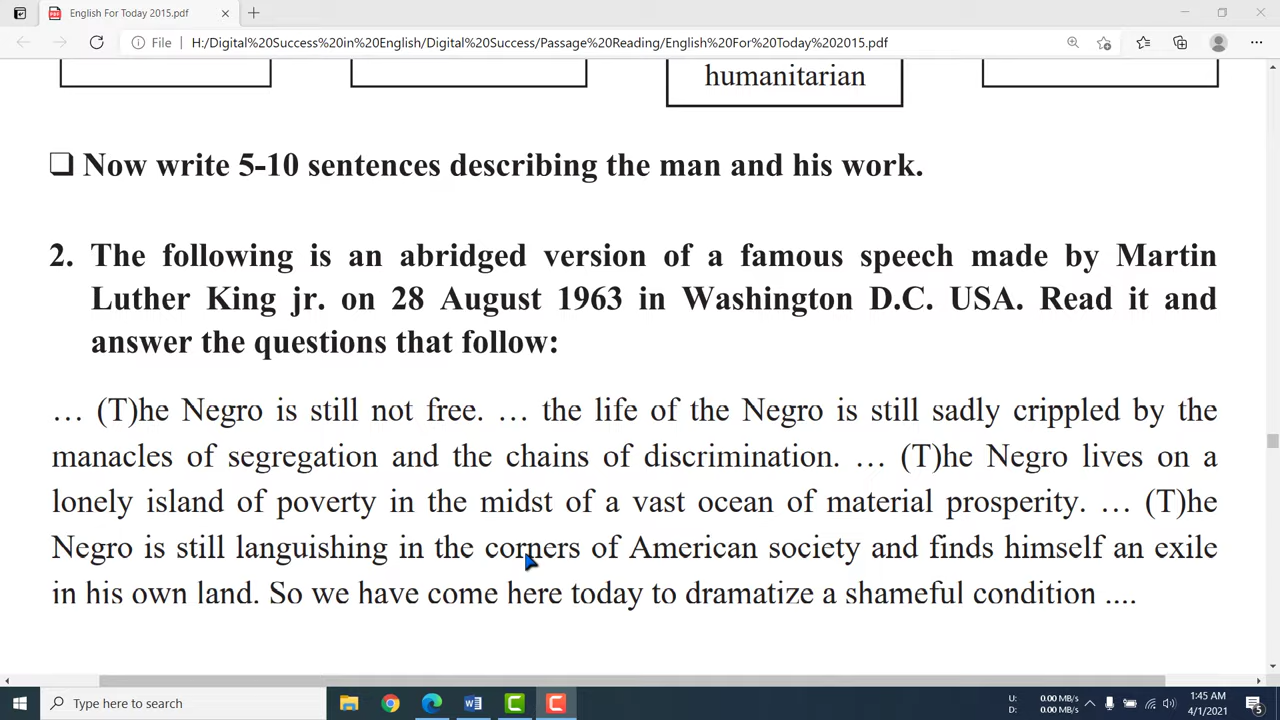 English For Today 2015.pdf
File
H:/Digital%20Success%20in%20English/Digital%20Success/Passage%20Reading/English%20For%20Today%202015.pdf
humanitarian
❑ Now write 5-10 sentences describing the man and his work.
2. The following is an abridged version of a famous speech made by Martin
Luther King jr. on 28 August 1963 in Washington D.C. USA. Read it and
answer the questions that follow:
… (T)he Negro is still not free. … the life of the Negro is still sadly crippled by the
manacles of segregation and the chains of discrimination. … (T)he Negro lives on a
lonely island of poverty in the midst of a vast ocean of material prosperity. … (T)he
Negro is still languishing in the corners of American society and finds himself an exile
in his own land. So we have come here today to dramatize a shameful condition ....
Type here to search
U: 0.00 MB/s
D: 0.00 MB/s
1:45 AM
4/1/2021
5